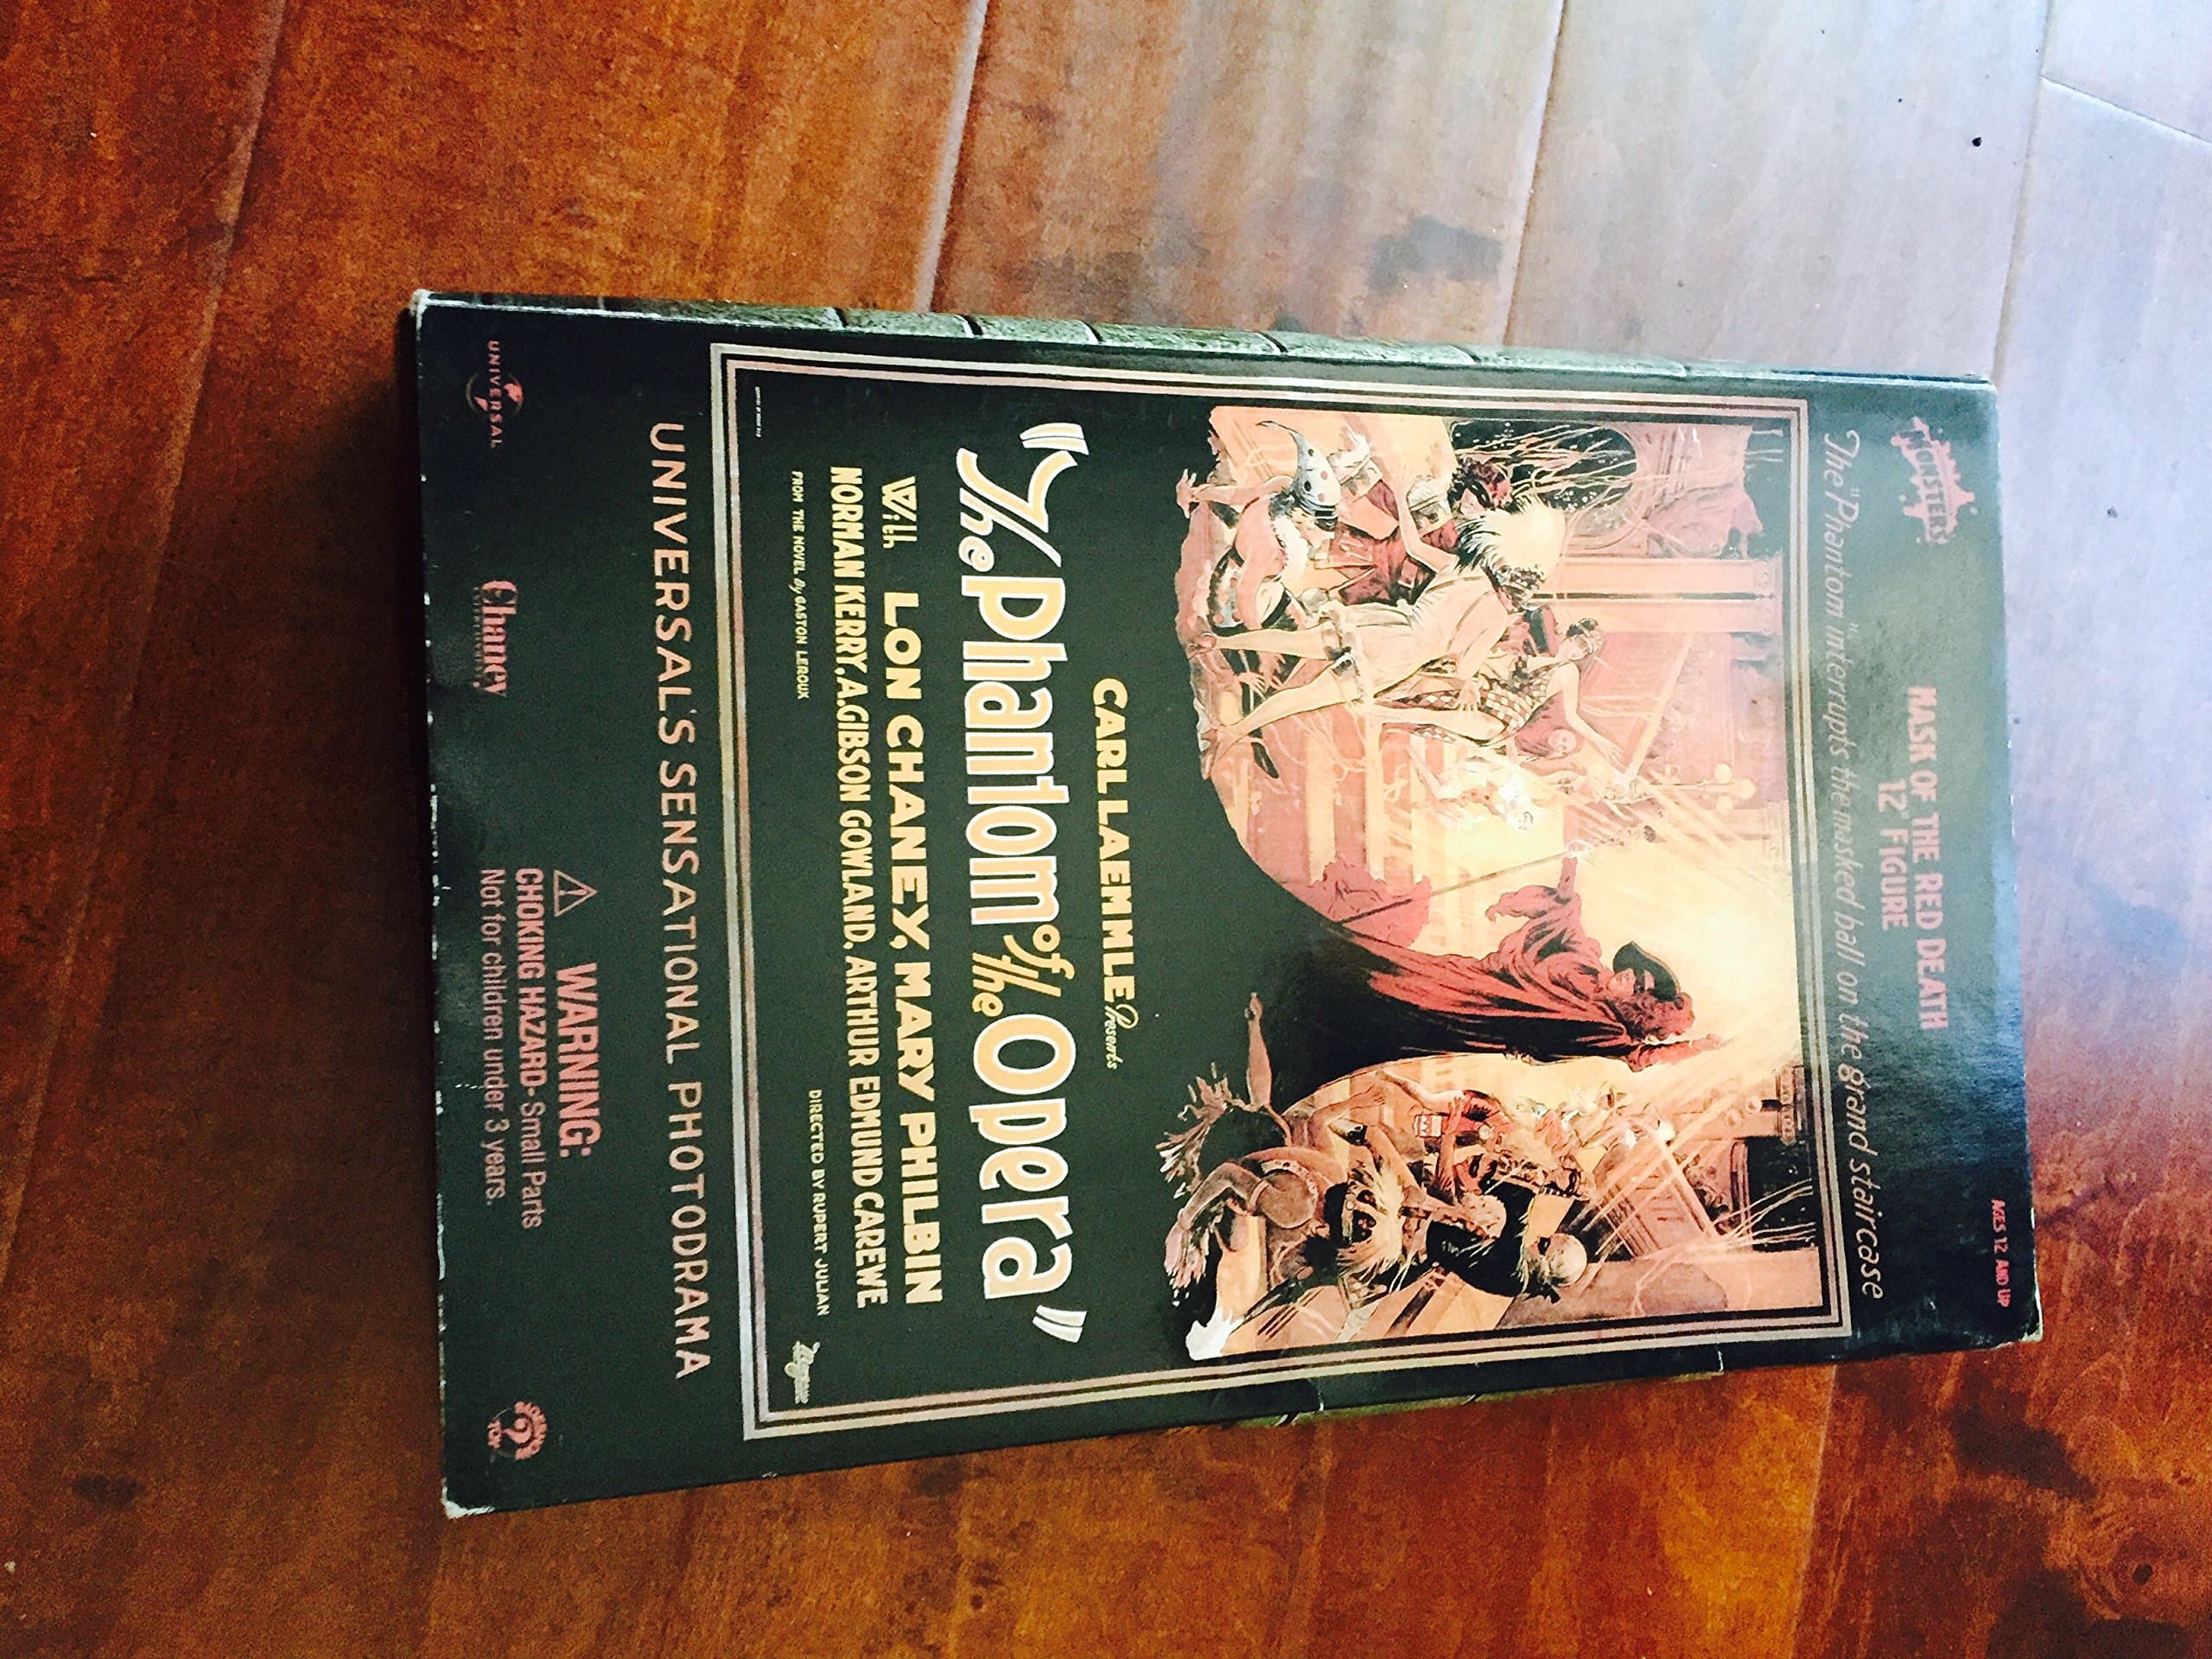 MONSTERS
MASK OF THE RED DEATH
12" FIGURE
AGES 12 AND UP
The "Phantom" interrupts the masked ball on the grand staircase
CARL LAEMMLE Presents
"The Phantom of the Opera"
With LON CHANEY, MARY PHILBIN
NORMAN KERRY, A. GIBSON GOWLAND, ARTHUR EDMUND CAREWE
FROM THE NOVEL By GASTON LEROUX
DIRECTED BY RUPERT JULIAN
UNIVERSAL'S SENSATIONAL PHOTODRAMA
UNIVERSAL
Chaney
WARNING:
CHOKING HAZARD- Small Parts
Not for children under 3 years.
TOY